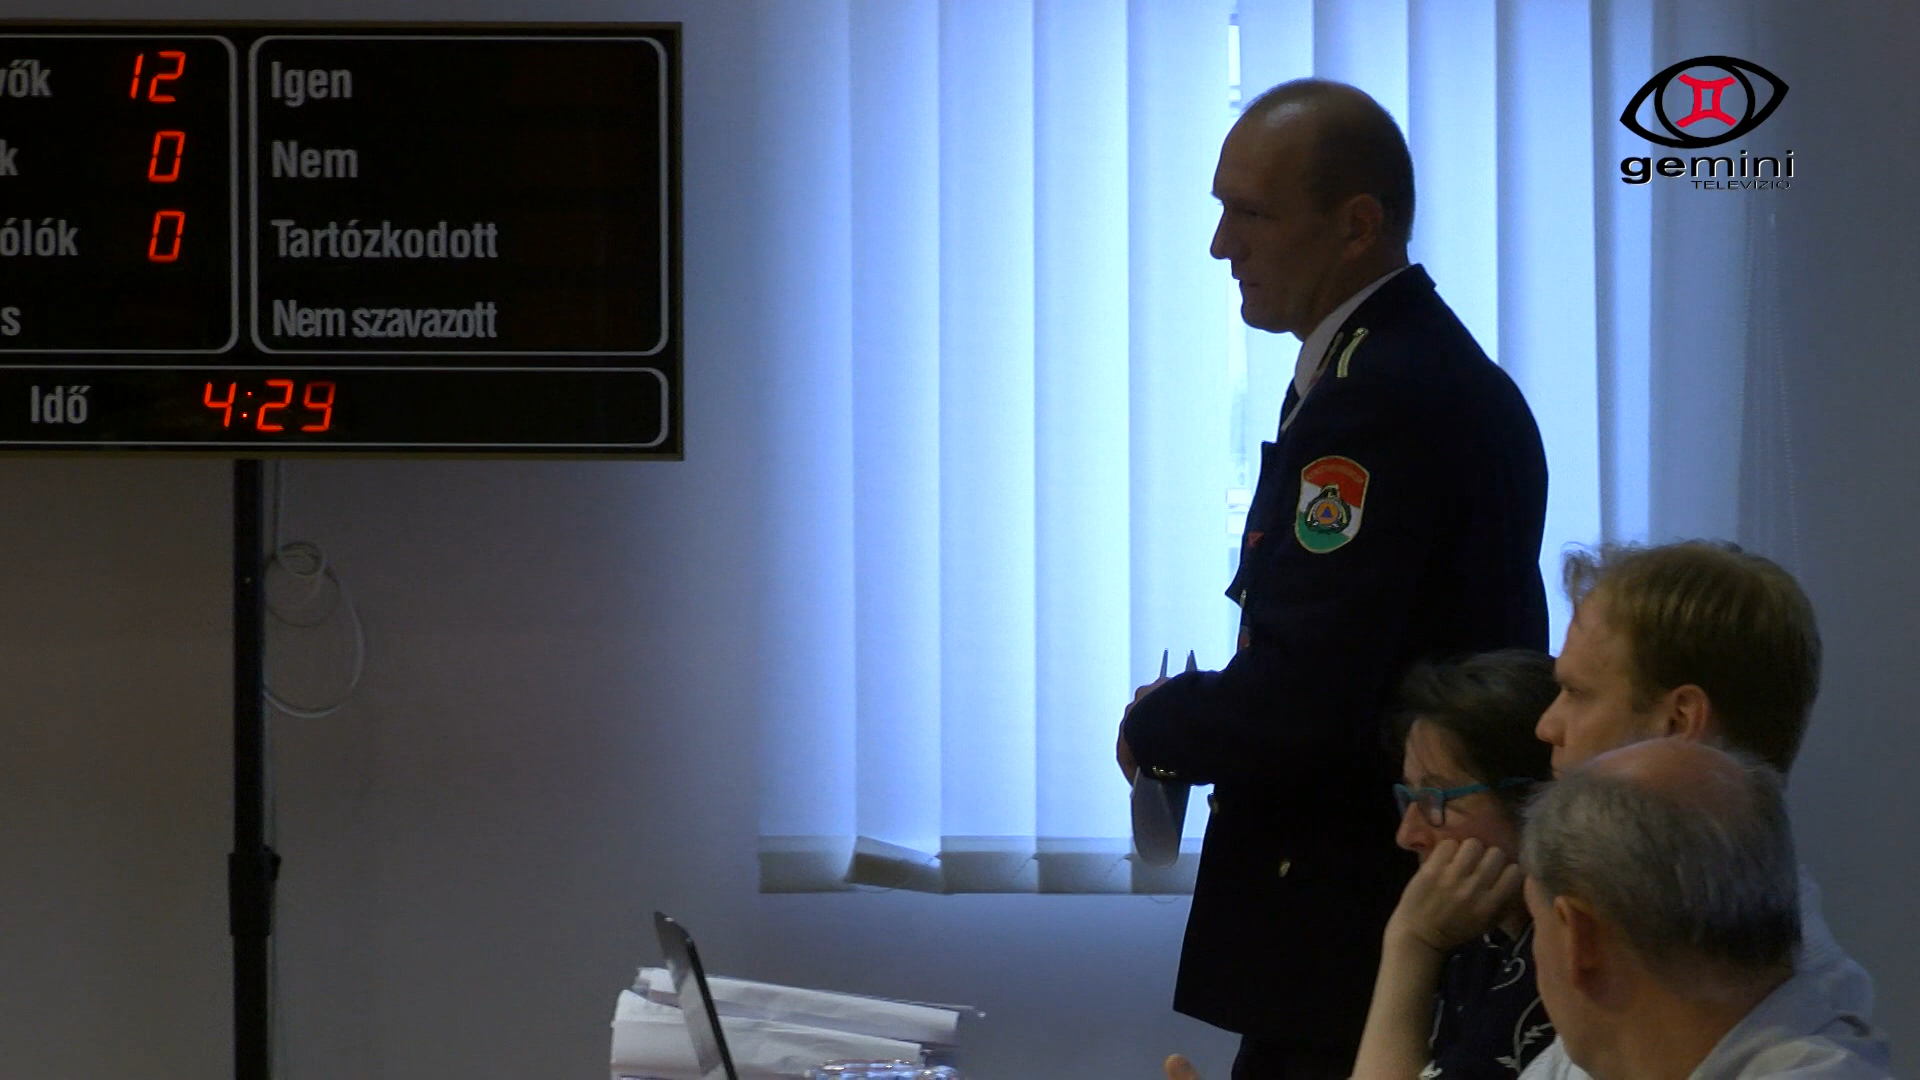 vők 12
k 0
ólók 0
s
Igen
Nem
Tartózkodott
Nem szavazott
Idő 4:29
gemini
TELEVÍZIÓ